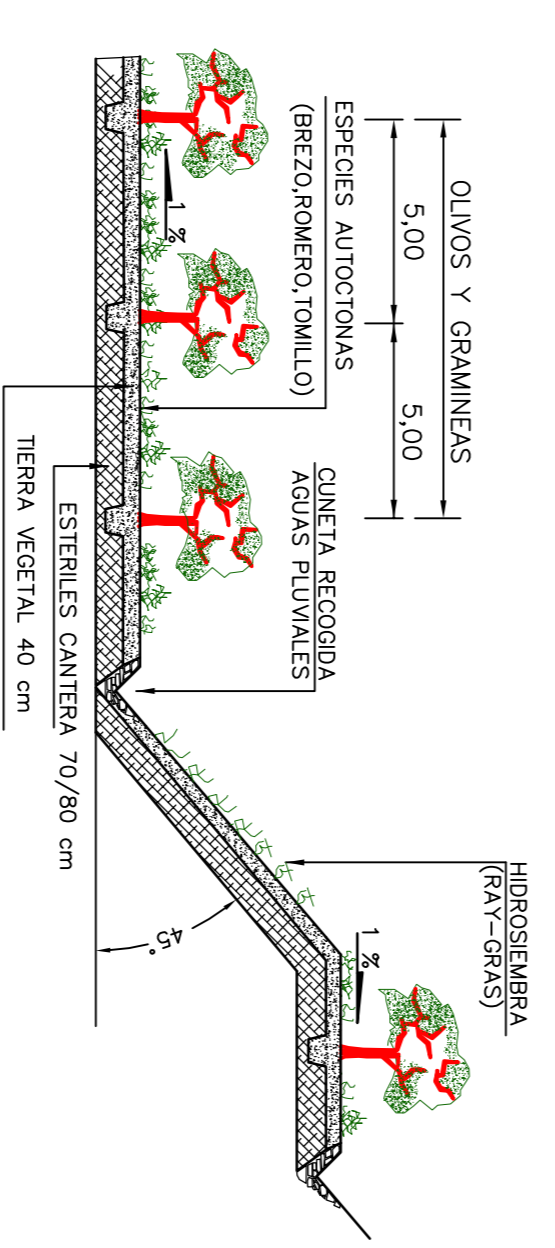 OLIVOS Y GRAMINEAS
5,00
5,00
ESPECIES AUTOCTONAS
(BREZO,ROMERO,TOMILLO)
1 %
CUNETA RECOGIDA
AGUAS PLUVIALES
HIDROSIEMBRA
(RAY-GRAS)
1 %
45°
ESTERILES CANTERA 70/80 cm
TIERRA VEGETAL 40 cm